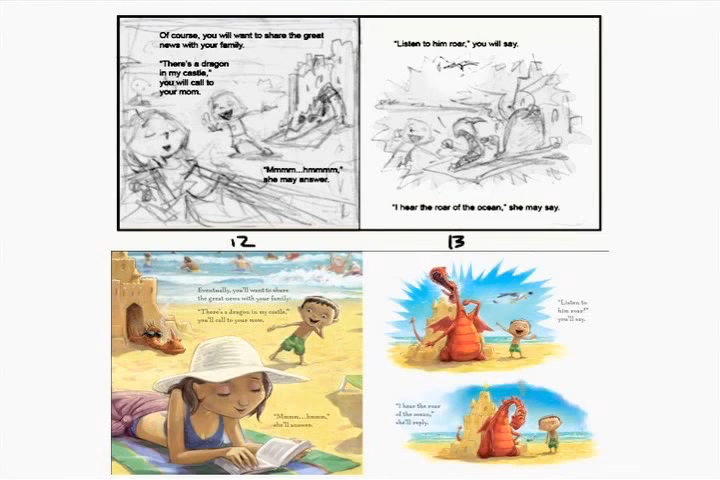 Of course, you will want to share the great
news with your family.
"There's a dragon
in my castle,"
you will call to
your mom.
"Mmmm...hmmmm,"
she may answer.
"Listen to him roar," you will say.
"I hear the roar of the ocean," she may say.
12
13
Eventually, you'll want to share
the great news with your family:
"There's a dragon in my castle,"
you'll call to your mom.
"Mmmm... hmmm,"
she'll answer.
"Listen to
him roar!"
you'll say.
"I hear the roar
of the ocean,"
she'll reply.